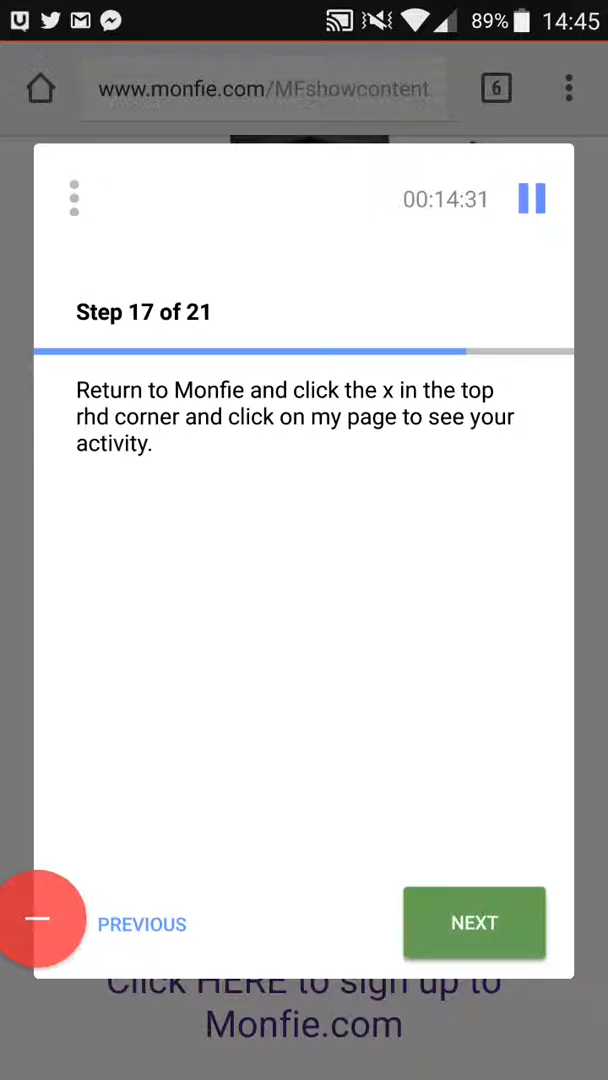 89% 14:45
www.monfie.com/MFshowcontent 6
00:14:31
Step 17 of 21
Return to Monfie and click the x in the top
rhd corner and click on my page to see your
activity.
PREVIOUS NEXT
Click HERE to sign up to
Monfie.com